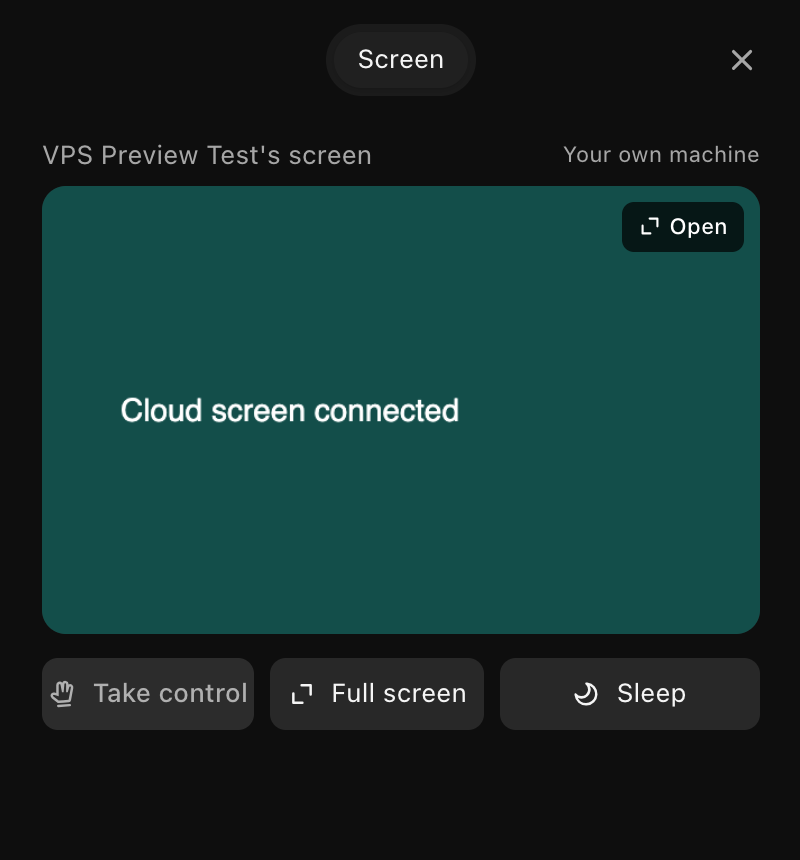 Screen
VPS Preview Test's screen
Your own machine
Open
Cloud screen connected
Take control
Full screen
Sleep